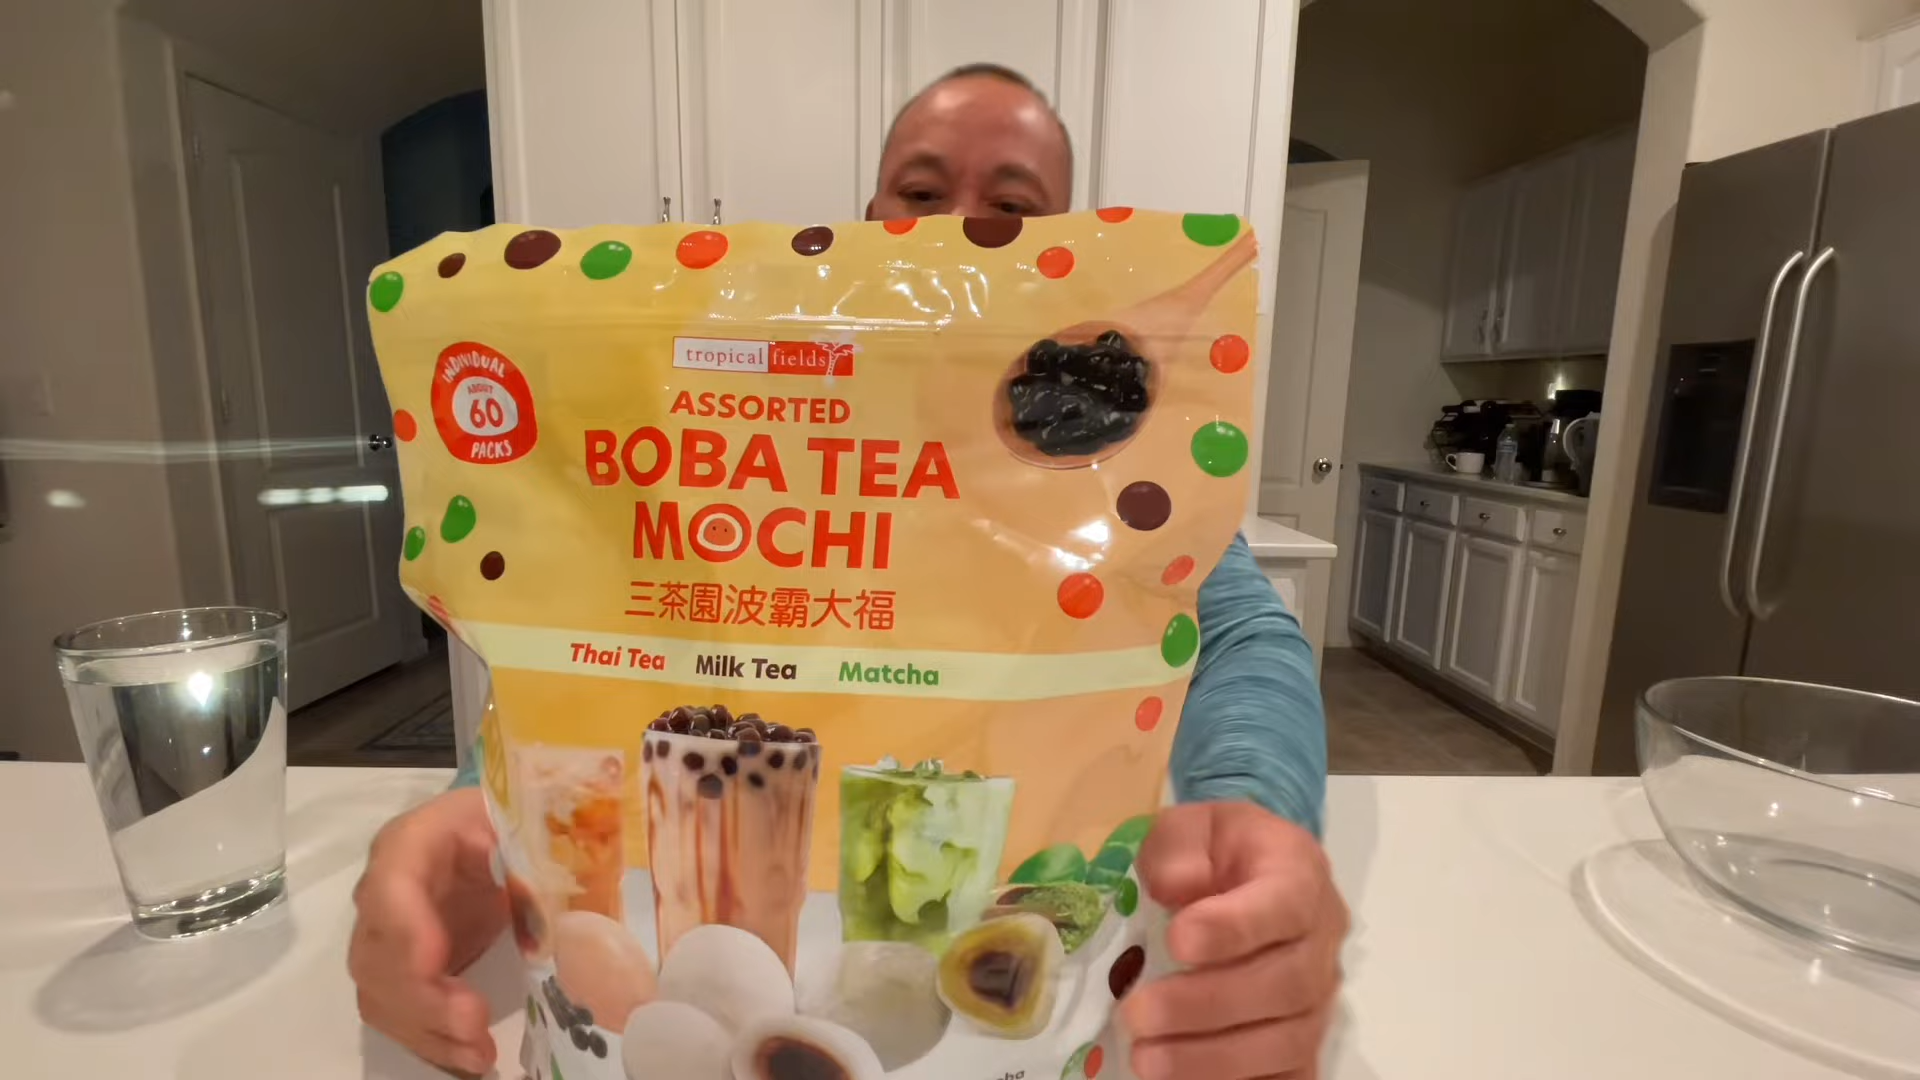 tropical fields
INDIVIDUAL
ABOUT
60
PACKS
ASSORTED
BOBA TEA
MOCHI
三茶園波霸大福
Thai Tea Milk Tea Matcha